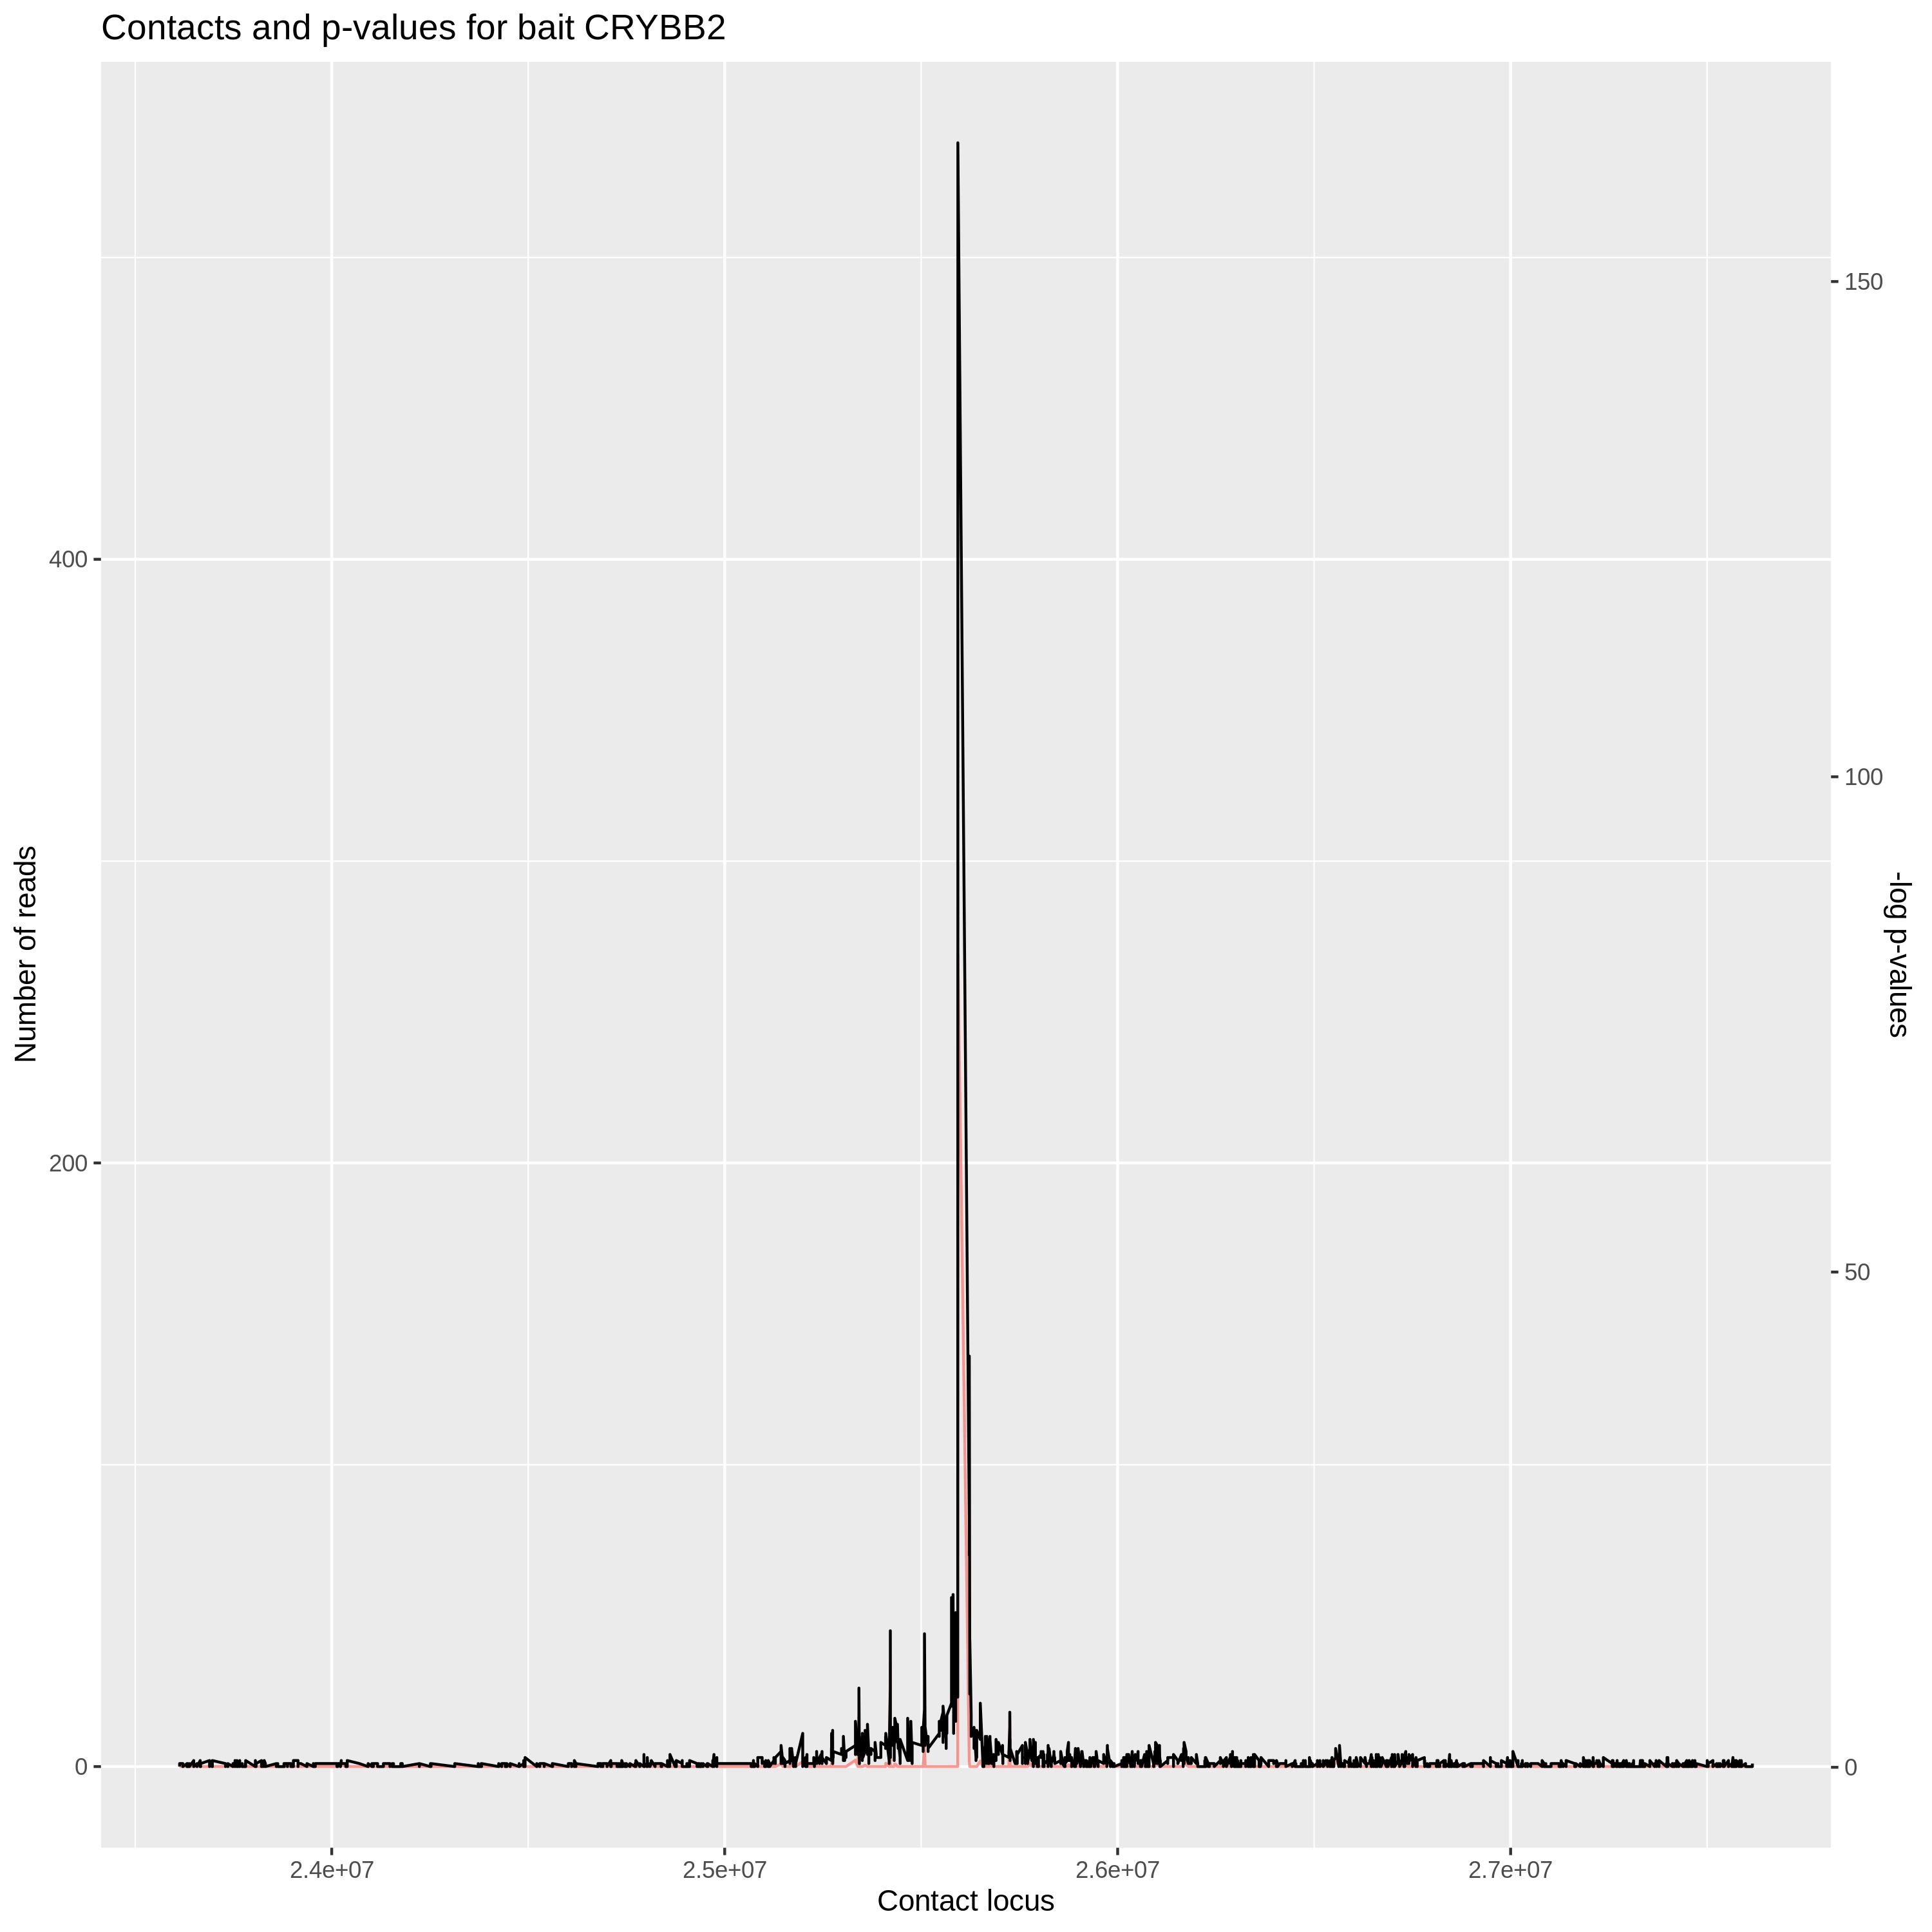 Contacts and p-values for bait CRYBB2
Number of reads
400
200
0
150
100
50
0
-log p-values
2.4e+07
2.5e+07
2.6e+07
2.7e+07
Contact locus